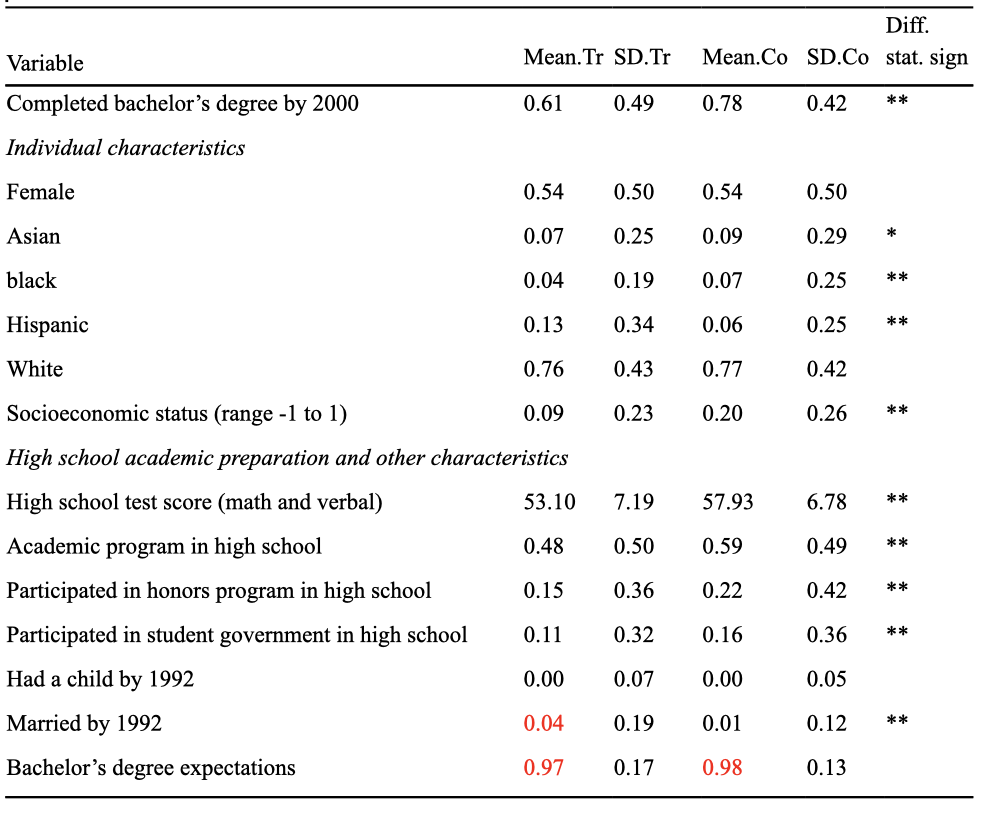 Diff.
Variable Mean.Tr SD.Tr Mean.Co SD.Co stat. sign
Completed bachelor’s degree by 2000 0.61 0.49 0.78 0.42 **
Individual characteristics
Female 0.54 0.50 0.54 0.50
Asian 0.07 0.25 0.09 0.29 *
black 0.04 0.19 0.07 0.25 **
Hispanic 0.13 0.34 0.06 0.25 **
White 0.76 0.43 0.77 0.42
Socioeconomic status (range -1 to 1) 0.09 0.23 0.20 0.26 **
High school academic preparation and other characteristics
High school test score (math and verbal) 53.10 7.19 57.93 6.78 **
Academic program in high school 0.48 0.50 0.59 0.49 **
Participated in honors program in high school 0.15 0.36 0.22 0.42 **
Participated in student government in high school 0.11 0.32 0.16 0.36 **
Had a child by 1992 0.00 0.07 0.00 0.05
Married by 1992 0.04 0.19 0.01 0.12 **
Bachelor’s degree expectations 0.97 0.17 0.98 0.13